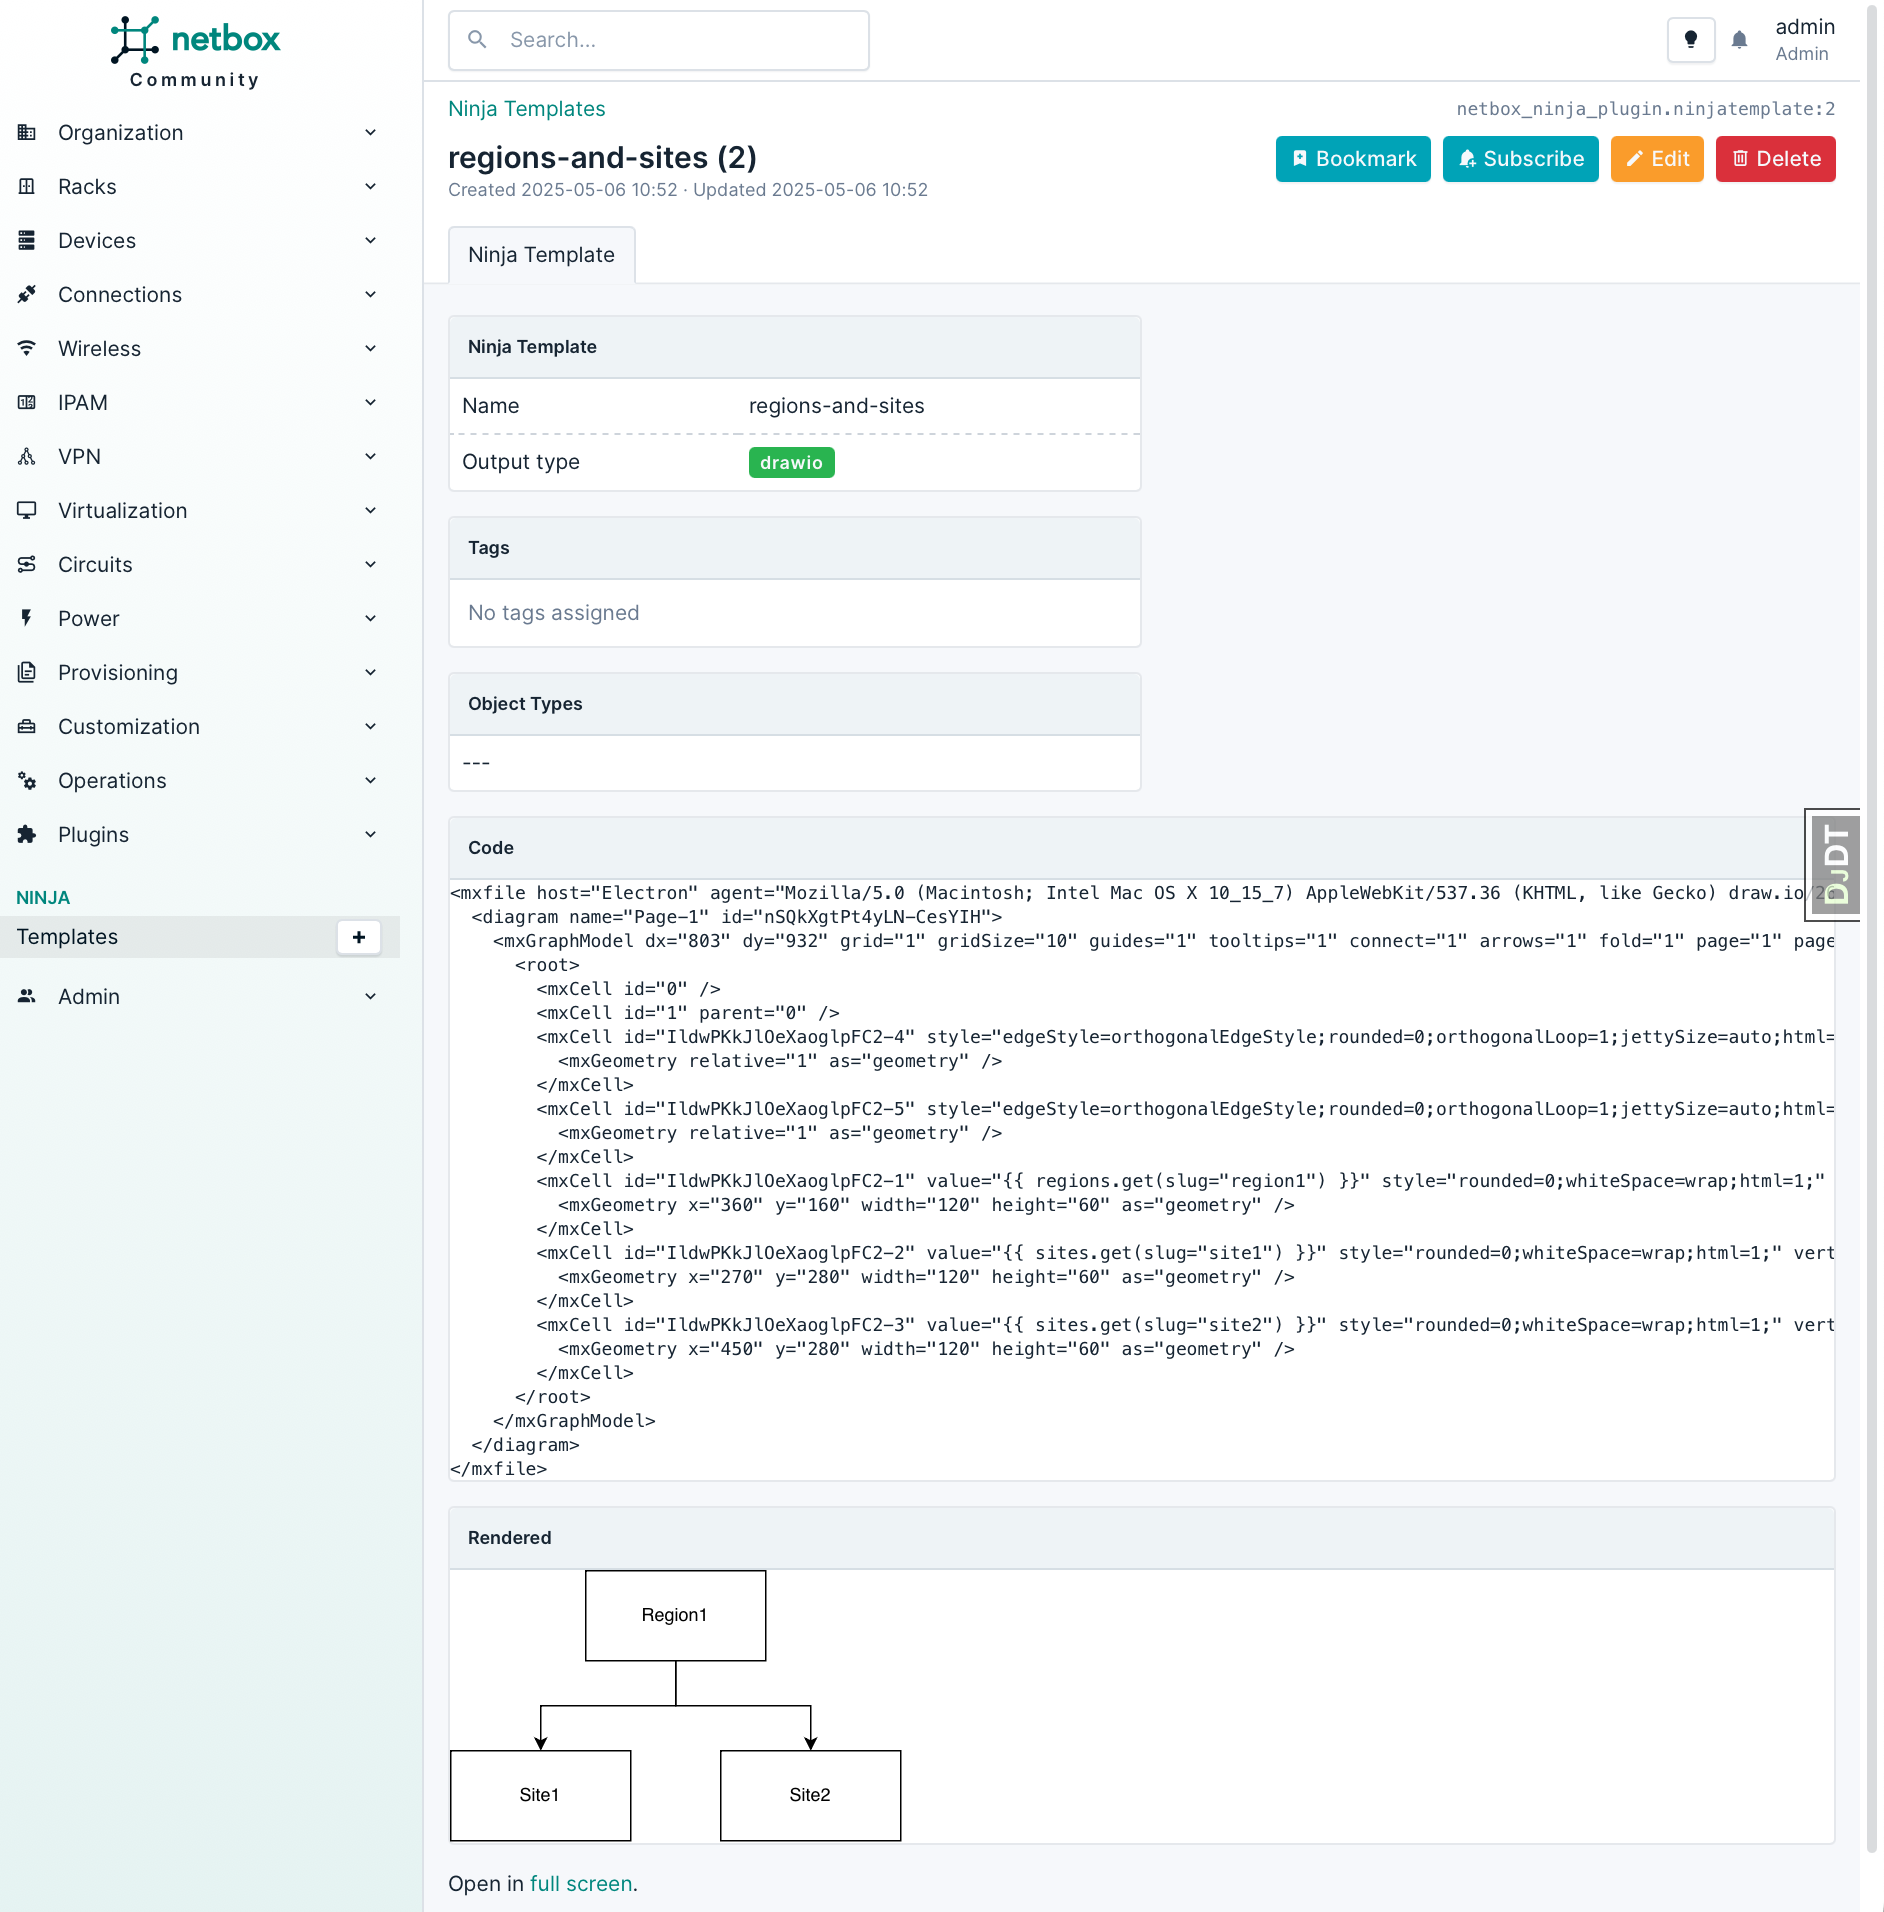 netbox
Community
Search...
admin
Admin
Organization
Racks
Devices
Connections
Wireless
IPAM
VPN
Virtualization
Circuits
Power
Provisioning
Customization
Operations
Plugins
NINJA
Templates
+
Admin
Ninja Templates
netbox_ninja_plugin.ninjatemplate:2
regions-and-sites (2)
Created 2025-05-06 10:52 · Updated 2025-05-06 10:52
Bookmark
Subscribe
Edit
Delete
Ninja Template
Ninja Template
Name regions-and-sites
Output type drawio
Tags
No tags assigned
Object Types
---
Code
DJDT
<mxfile host="Electron" agent="Mozilla/5.0 (Macintosh; Intel Mac OS X 10_15_7) AppleWebKit/537.36 (KHTML, like Gecko) draw.io/
<diagram name="Page-1" id="nSQkXgtPt4yLN-CesYIH">
<mxGraphModel dx="803" dy="932" grid="1" gridSize="10" guides="1" tooltips="1" connect="1" arrows="1" fold="1" page="1" page
<root>
<mxCell id="0" />
<mxCell id="1" parent="0" />
<mxCell id="IldwPKkJlOeXaoglpFC2-4" style="edgeStyle=orthogonalEdgeStyle;rounded=0;orthogonalLoop=1;jettySize=auto;html=
<mxGeometry relative="1" as="geometry" />
</mxCell>
<mxCell id="IldwPKkJlOeXaoglpFC2-5" style="edgeStyle=orthogonalEdgeStyle;rounded=0;orthogonalLoop=1;jettySize=auto;html=
<mxGeometry relative="1" as="geometry" />
</mxCell>
<mxCell id="IldwPKkJlOeXaoglpFC2-1" value="{{ regions.get(slug="region1") }}" style="rounded=0;whiteSpace=wrap;html=1;"
<mxGeometry x="360" y="160" width="120" height="60" as="geometry" />
</mxCell>
<mxCell id="IldwPKkJlOeXaoglpFC2-2" value="{{ sites.get(slug="site1") }}" style="rounded=0;whiteSpace=wrap;html=1;" vert
<mxGeometry x="270" y="280" width="120" height="60" as="geometry" />
</mxCell>
<mxCell id="IldwPKkJlOeXaoglpFC2-3" value="{{ sites.get(slug="site2") }}" style="rounded=0;whiteSpace=wrap;html=1;" vert
<mxGeometry x="450" y="280" width="120" height="60" as="geometry" />
</mxCell>
</root>
</mxGraphModel>
</diagram>
</mxfile>
Rendered
Region1
Site1
Site2
Open in full screen.